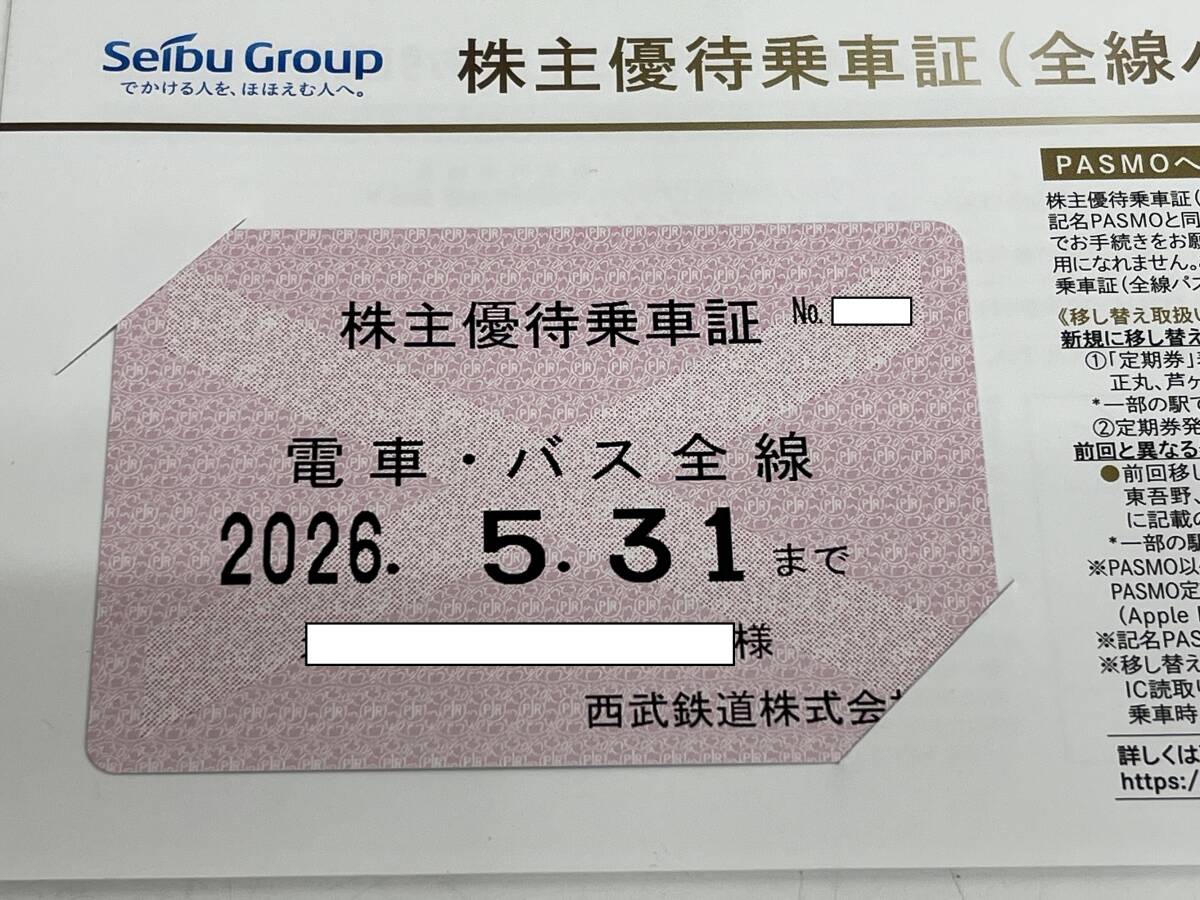 Seibu Group
でかける人を、ほほえむ人へ。
株主優待乗車証(全線パ
株主優待乗車証
No.
電車・バス全線
2026. 5. 31まで
様
西武鉄道株式会
PASMOへ
株主優待乗車証(
記名PASMOと同
でお手続きをお願
用になれません。
乗車証(全線パス
《移し替え取扱い
新規に移し替え
①「定期券」
正丸、芦ヶ
*一部の駅で
②定期券発
前回と異なる
●前回移し
東吾野、
に記載の
*一部の駅
※PASMO以
PASMO定
(Apple
※記名PAS
※移し替え
IC読取り
乗車時
詳しくは
https:/